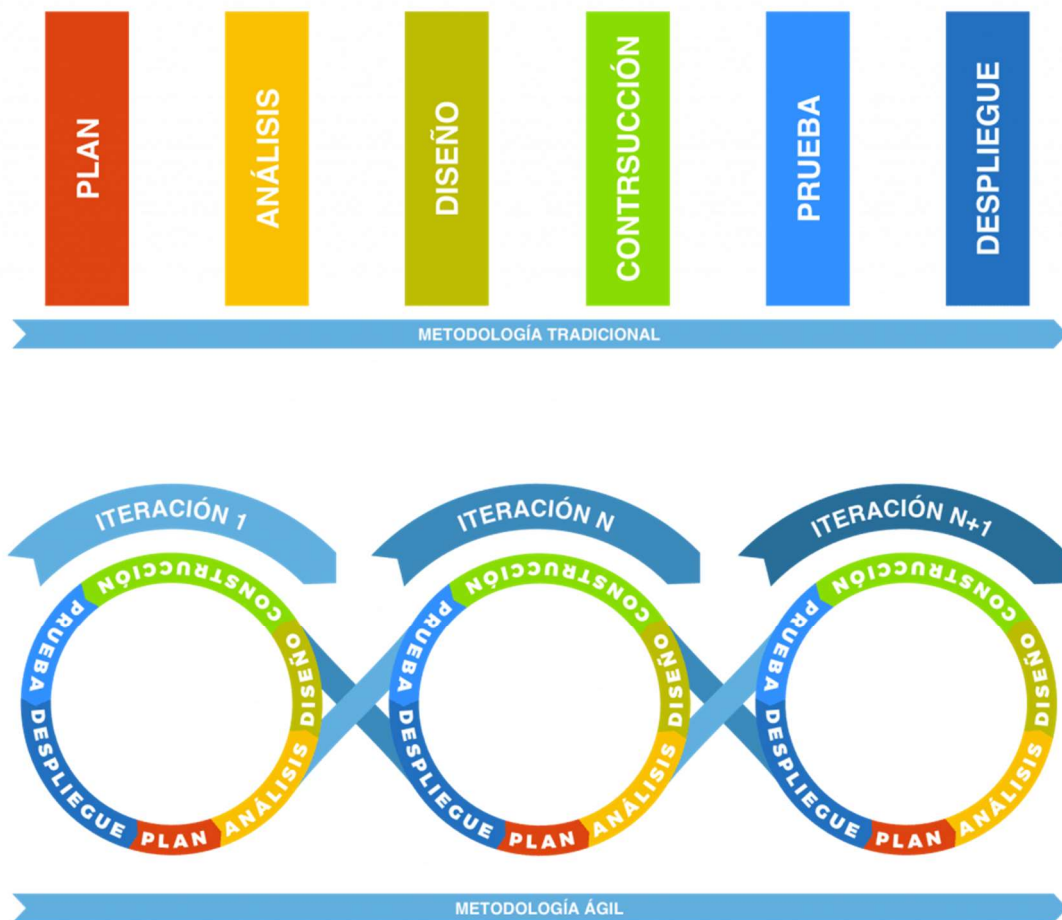 PLAN
ANÁLISIS
DISEÑO
CONTRSUCCIÓN
PRUEBA
DESPLIEGUE
METODOLOGÍA TRADICIONAL
ITERACIÓN 1
PLAN
ANÁLISIS
DISEÑO
CONSTRUCCIÓN
PRUEBA
DESPLIEGUE
ITERACIÓN N
PLAN
ANÁLISIS
DISEÑO
CONSTRUCCIÓN
PRUEBA
DESPLIEGUE
ITERACIÓN N+1
PLAN
ANÁLISIS
DISEÑO
CONSTRUCCIÓN
PRUEBA
DESPLIEGUE
METODOLOGÍA ÁGIL